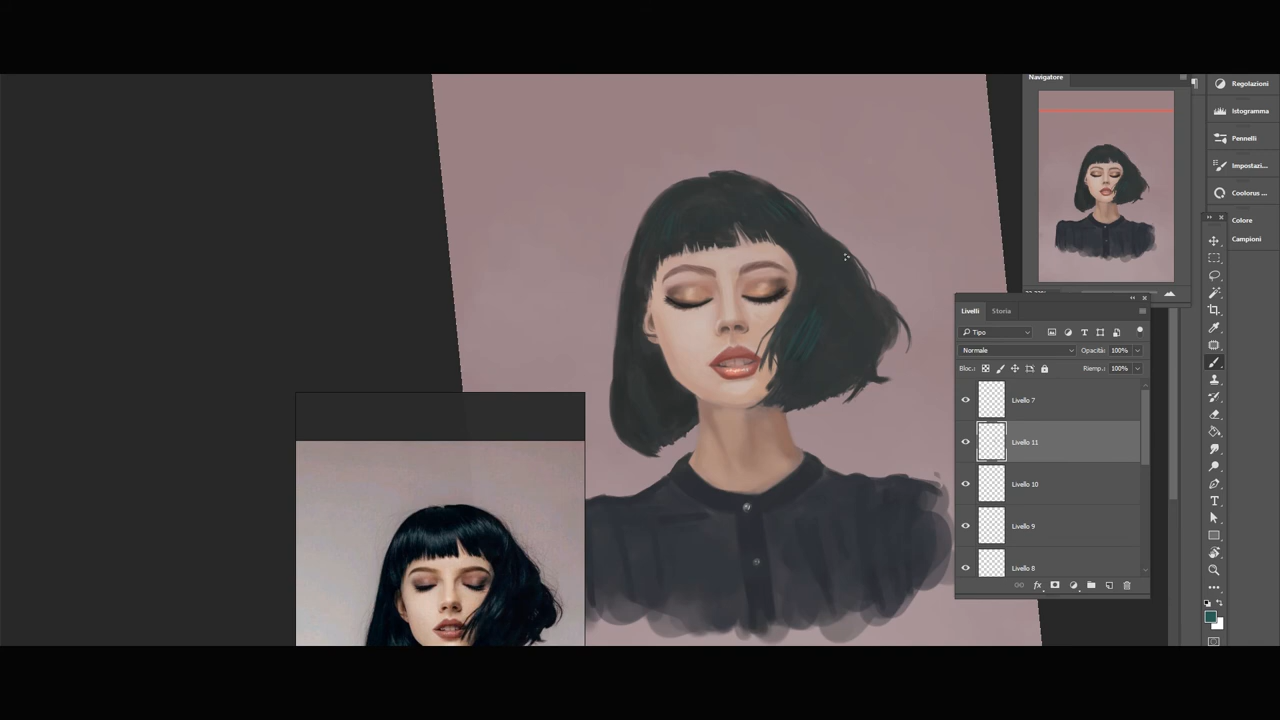 Navigatore
Regolazioni
Istogramma
Pennelli
Impostazi...
Coolorus ...
Colore
Campioni
Livelli Storia
Tipo
Normale Opacità: 100%
Bloc.: Riemp.: 100%
Livello 7
Livello 11
Livello 10
Livello 9
Livello 8